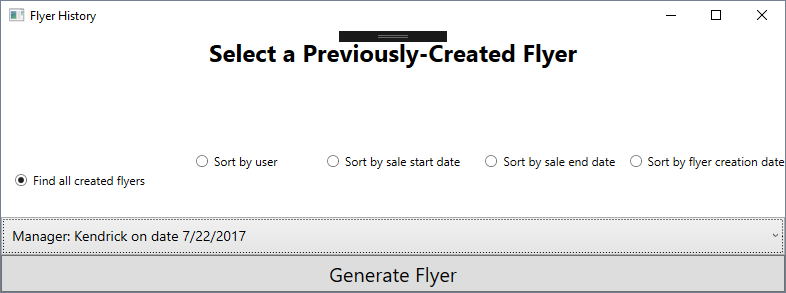 Flyer History
Select a Previously-Created Flyer
Sort by user
Sort by sale start date
Sort by sale end date
Sort by flyer creation date
Find all created flyers
Manager: Kendrick on date 7/22/2017
Generate Flyer